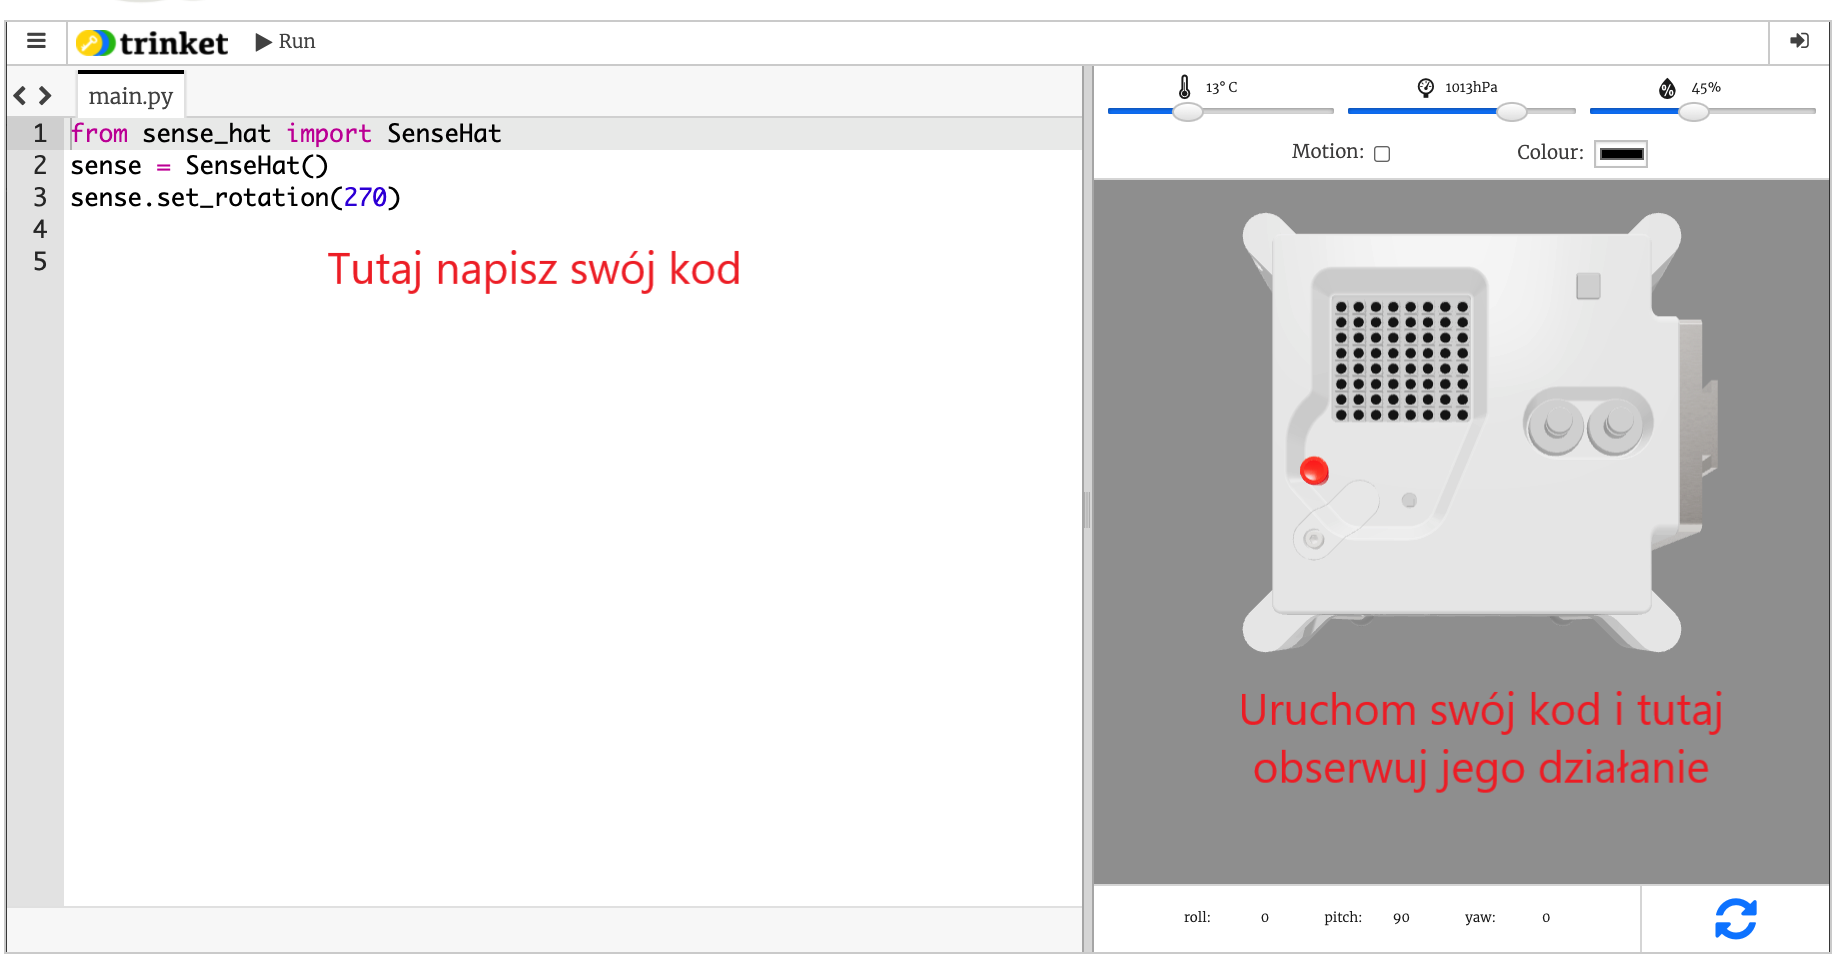 trinket Run
main.py
1 from sense_hat import SenseHat
2 sense = SenseHat()
3 sense.set_rotation(270)
4
5
Tutaj napisz swój kod
13° C 1013hPa 45%
Motion: Colour:
Uruchom swój kod i tutaj
obserwuj jego działanie
roll: 0 pitch: 90 yaw: 0